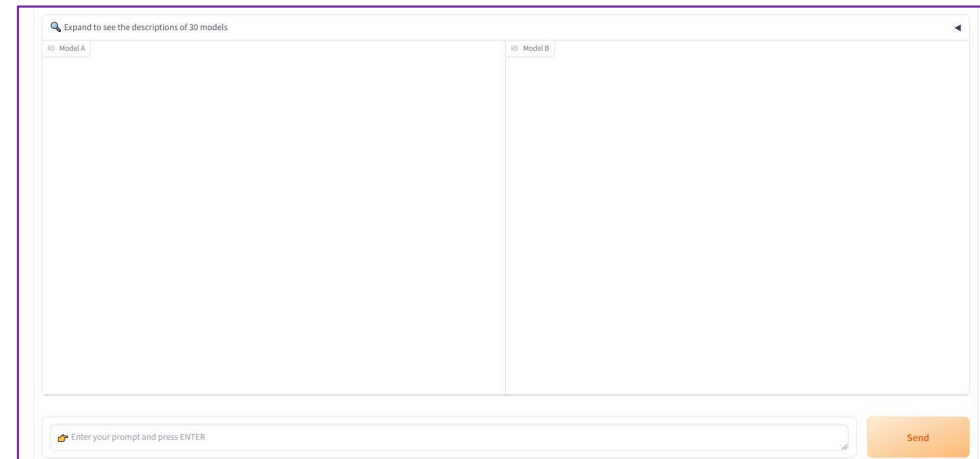 🔍 Expand to see the descriptions of 30 models
Model A
Model B
👉 Enter your prompt and press ENTER
Send